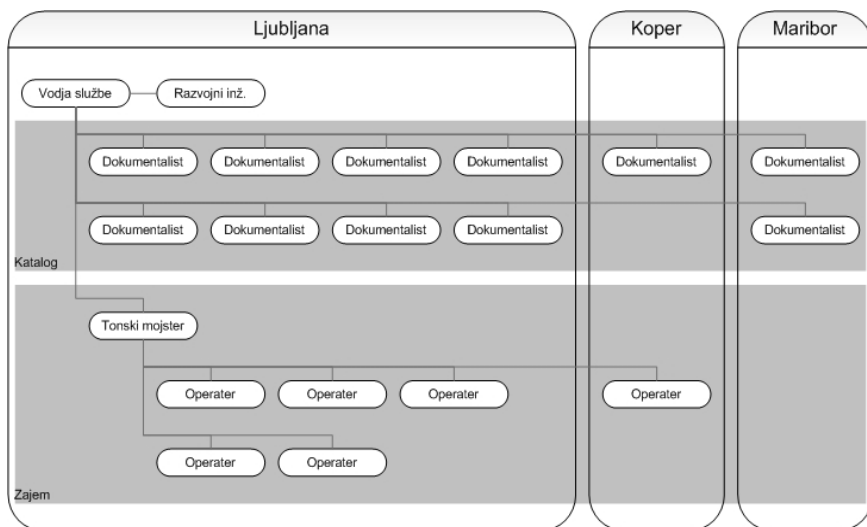 Ljubljana
Koper
Maribor
Vodja službe
Razvojni inž.
Dokumentalist
Dokumentalist
Dokumentalist
Dokumentalist
Dokumentalist
Dokumentalist
Dokumentalist
Dokumentalist
Dokumentalist
Dokumentalist
Dokumentalist
Katalog
Tonski mojster
Operater
Operater
Operater
Operater
Operater
Operater
Zajem